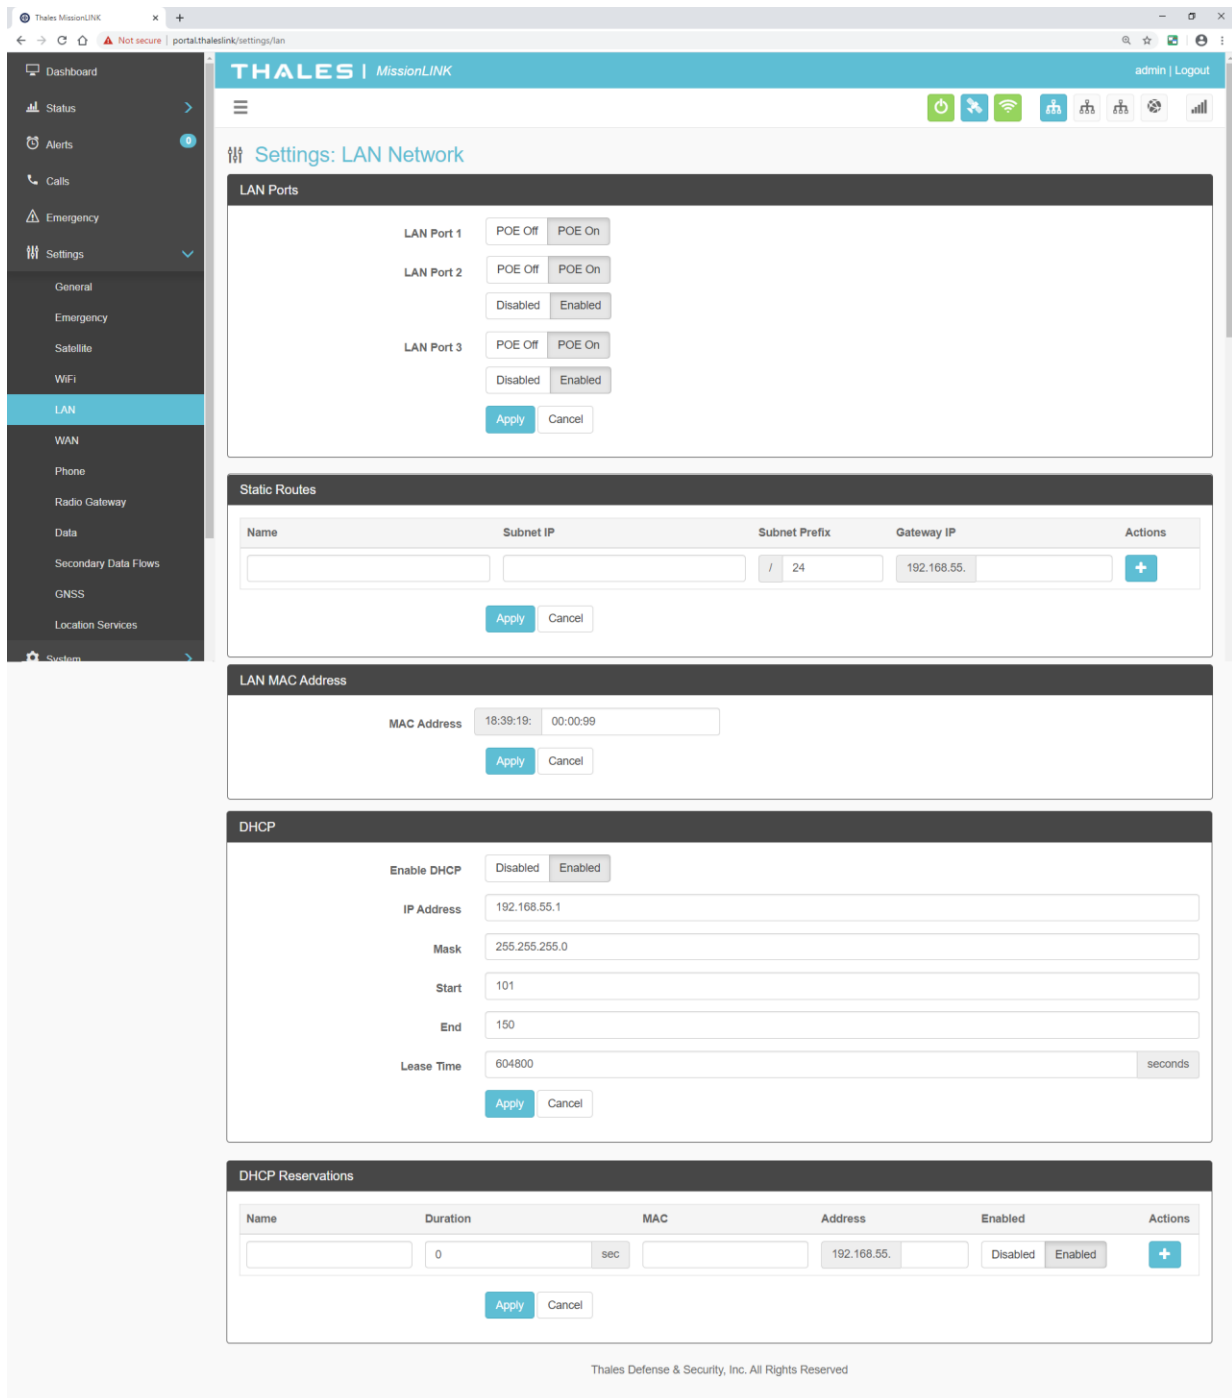 Thales MissionLINK
Not secure | portal.thaleslink/settings/lan
Dashboard
Status
Alerts 0
Calls
Emergency
Settings
General
Emergency
Satellite
WiFi
LAN
WAN
Phone
Radio Gateway
Data
Secondary Data Flows
GNSS
Location Services
System
THALES | MissionLINK
admin | Logout
Settings: LAN Network
LAN Ports
LAN Port 1 POE Off POE On
LAN Port 2 POE Off POE On
Disabled Enabled
LAN Port 3 POE Off POE On
Disabled Enabled
Apply Cancel
Static Routes
Name Subnet IP Subnet Prefix Gateway IP Actions
/ 24 192.168.55. +
Apply Cancel
LAN MAC Address
MAC Address 18:39:19: 00:00:99
Apply Cancel
DHCP
Enable DHCP Disabled Enabled
IP Address 192.168.55.1
Mask 255.255.255.0
Start 101
End 150
Lease Time 604800 seconds
Apply Cancel
DHCP Reservations
Name Duration MAC Address Enabled Actions
0 sec 192.168.55. Disabled Enabled +
Apply Cancel
Thales Defense & Security, Inc. All Rights Reserved